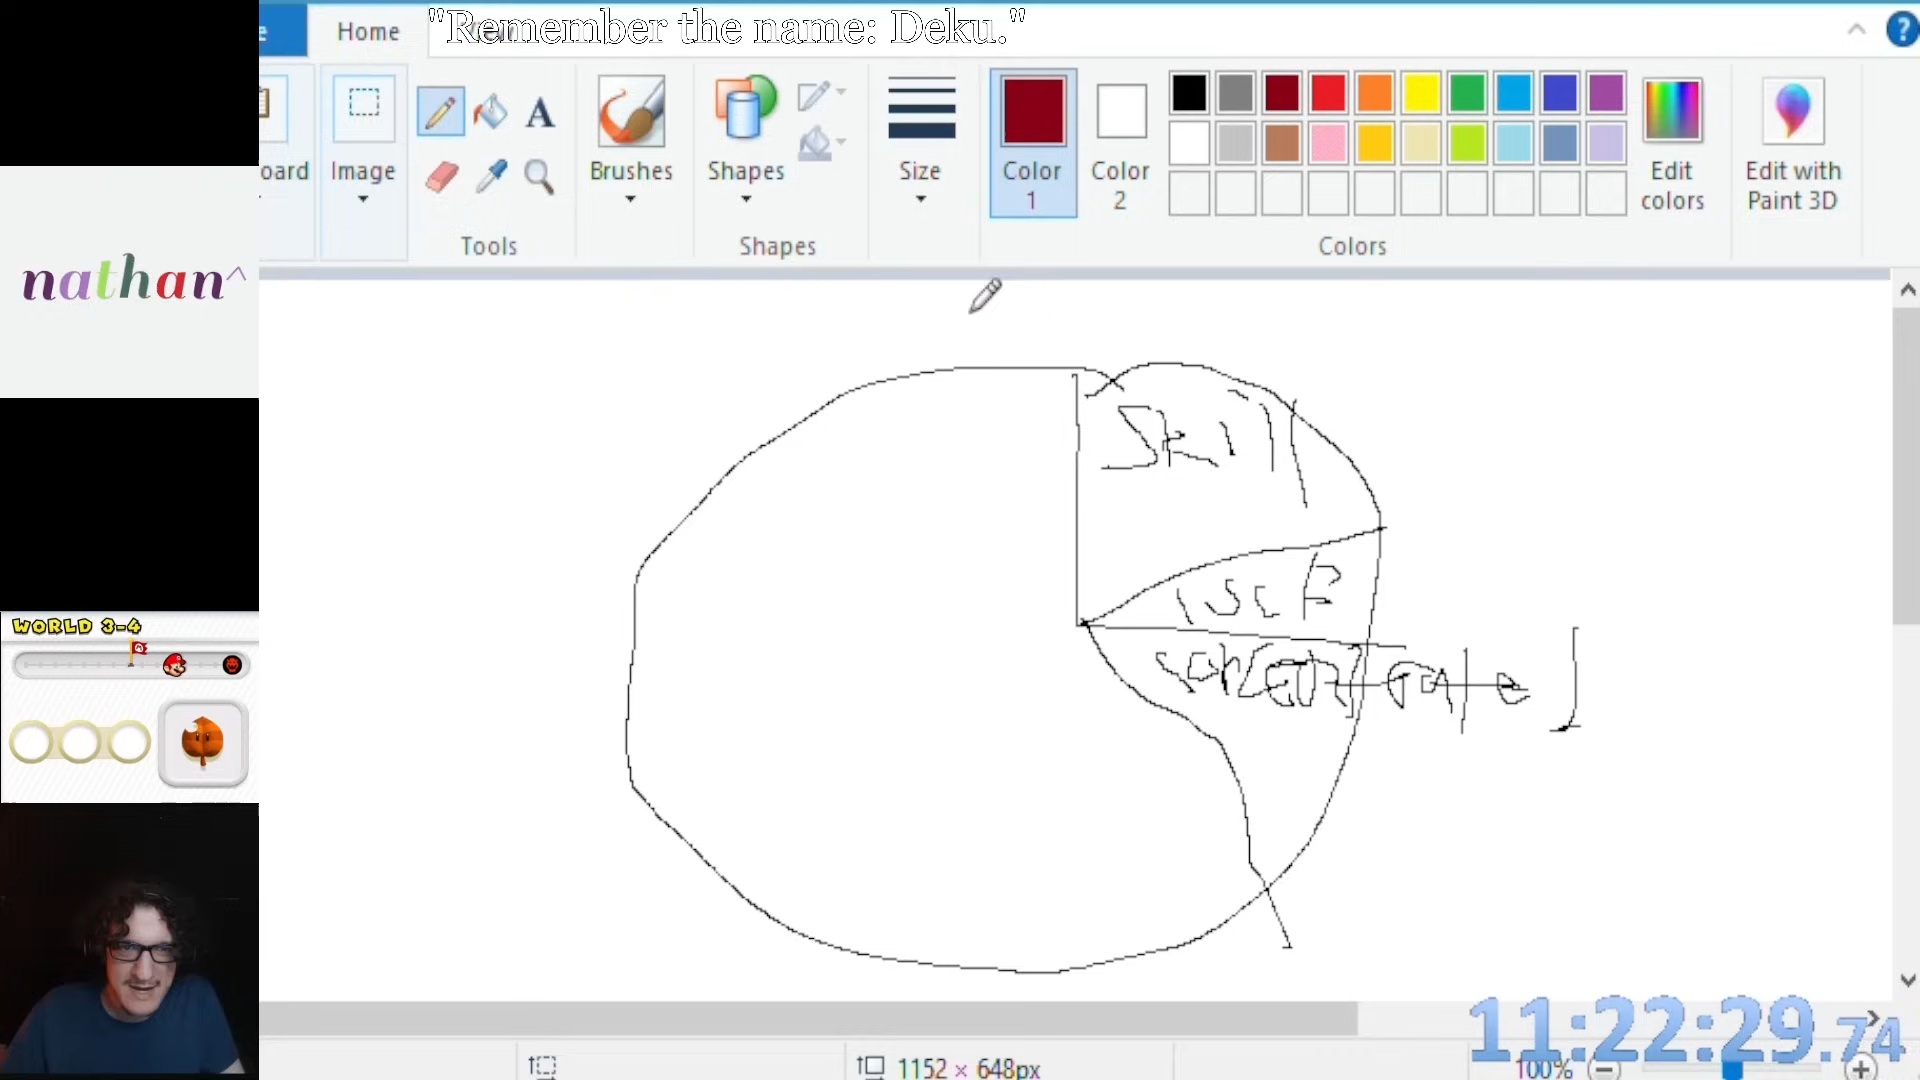 "Remember the name: Deku."
Home
oard
Image
Tools
Brushes
Shapes
Shapes
Size
Color 1
Color 2
Edit colors
Edit with Paint 3D
Colors
nathan^
WORLD 3-4
Skill
1152 × 648px
100%
11:22:29.74